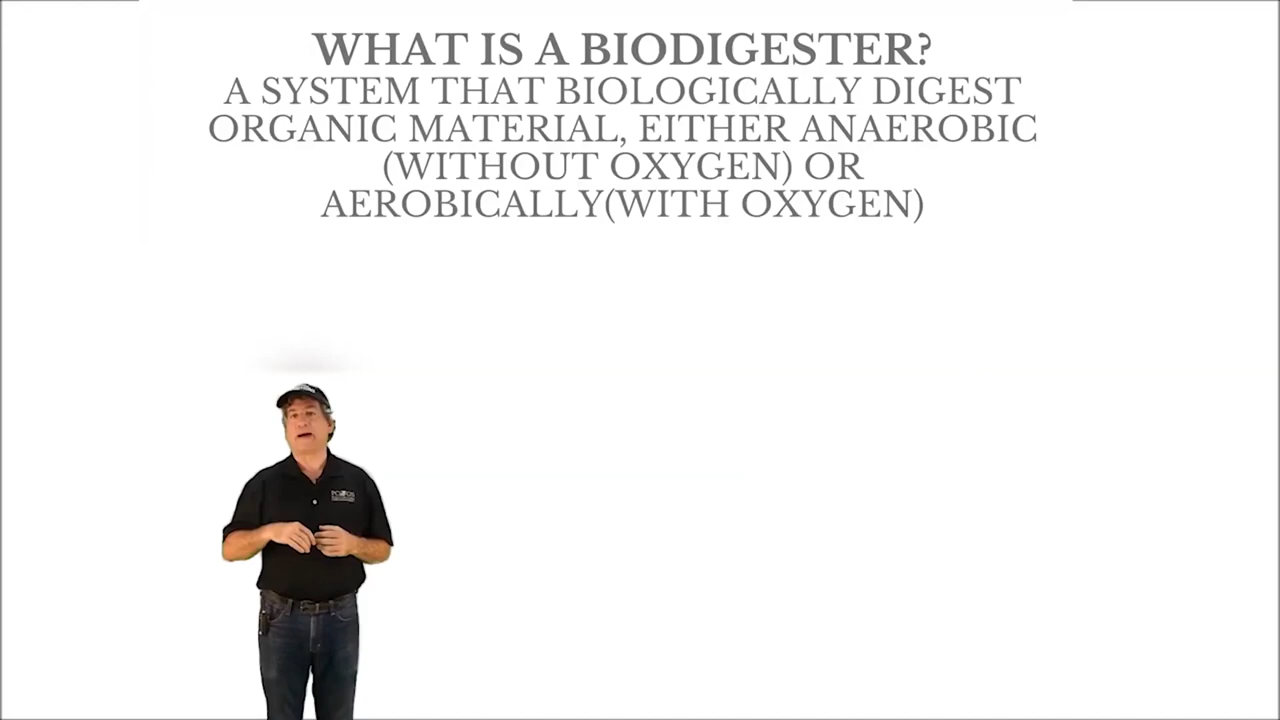 WHAT IS A BIODIGESTER?
A SYSTEM THAT BIOLOGICALLY DIGEST
ORGANIC MATERIAL, EITHER ANAEROBIC
(WITHOUT OXYGEN) OR
AEROBICALLY(WITH OXYGEN)